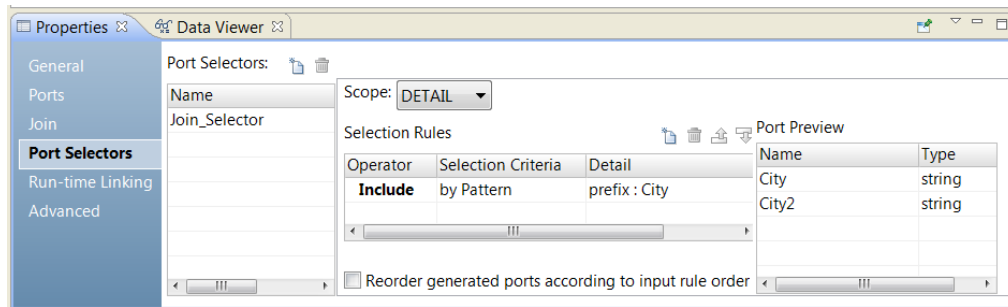 Properties Data Viewer
General
Ports
Join
Port Selectors
Run-time Linking
Advanced
Port Selectors:
Name
Join_Selector
Scope: DETAIL
Selection Rules
Operator Selection Criteria Detail
Include by Pattern prefix : City
Reorder generated ports according to input rule order
Port Preview
Name Type
City string
City2 string